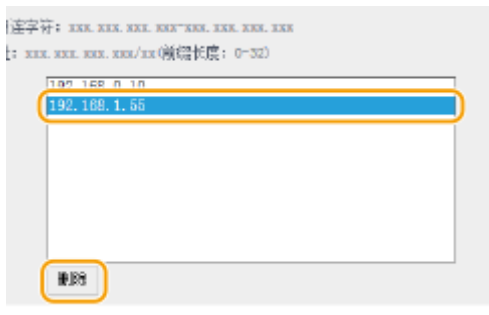 连字符: xxx. xxx. xxx. xxx-xxx. xxx. xxx. xxx
: xxx. xxx. xxx. xxx/xx(前缀长度: 0-32)
192.168.0.10
192.168.1.55
删除